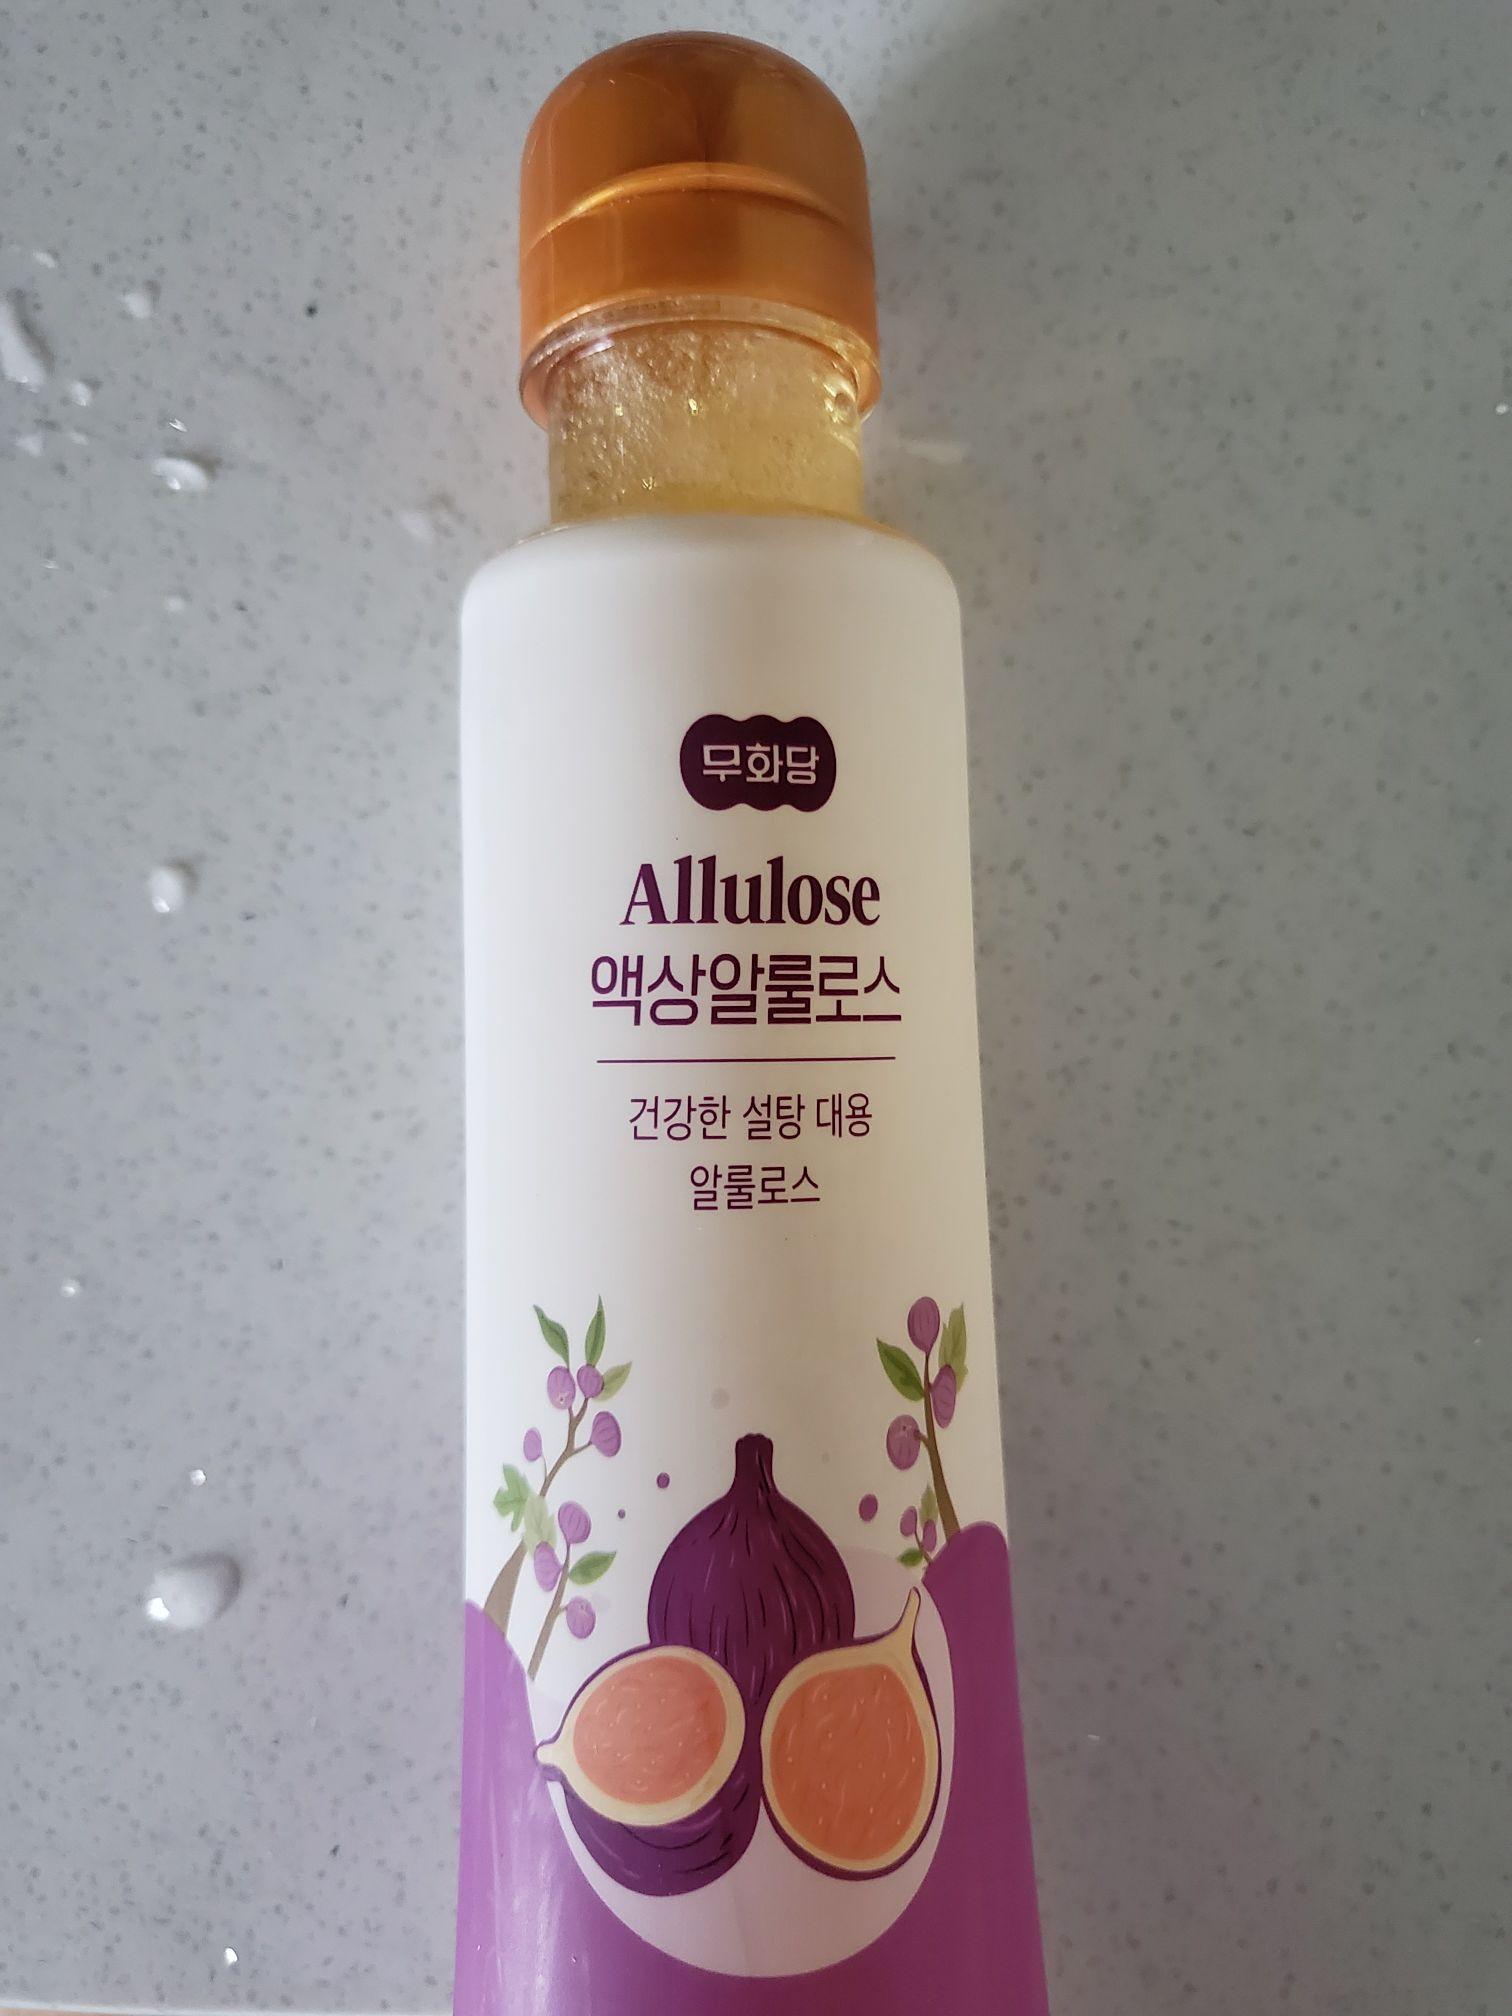 무화당
Allulose
액상알룰로스
건강한 설탕 대용
알룰로스